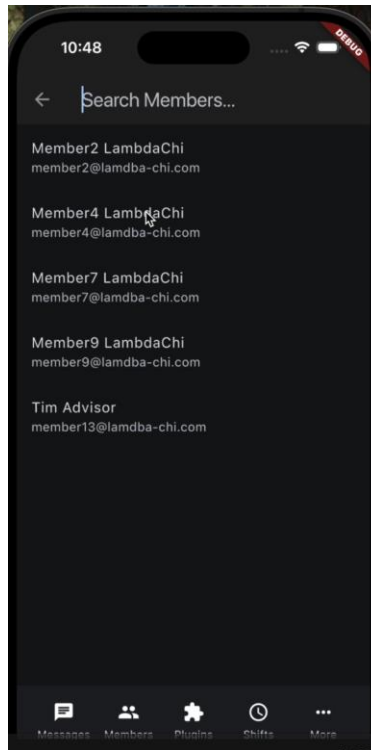 10:48
DEBUG
Search Members...
Member2 LambdaChi
member2@lamdba-chi.com
Member4 LambdaChi
member4@lamdba-chi.com
Member7 LambdaChi
member7@lamdba-chi.com
Member9 LambdaChi
member9@lamdba-chi.com
Tim Advisor
member13@lamdba-chi.com
Messages Members Plugins Shifts More